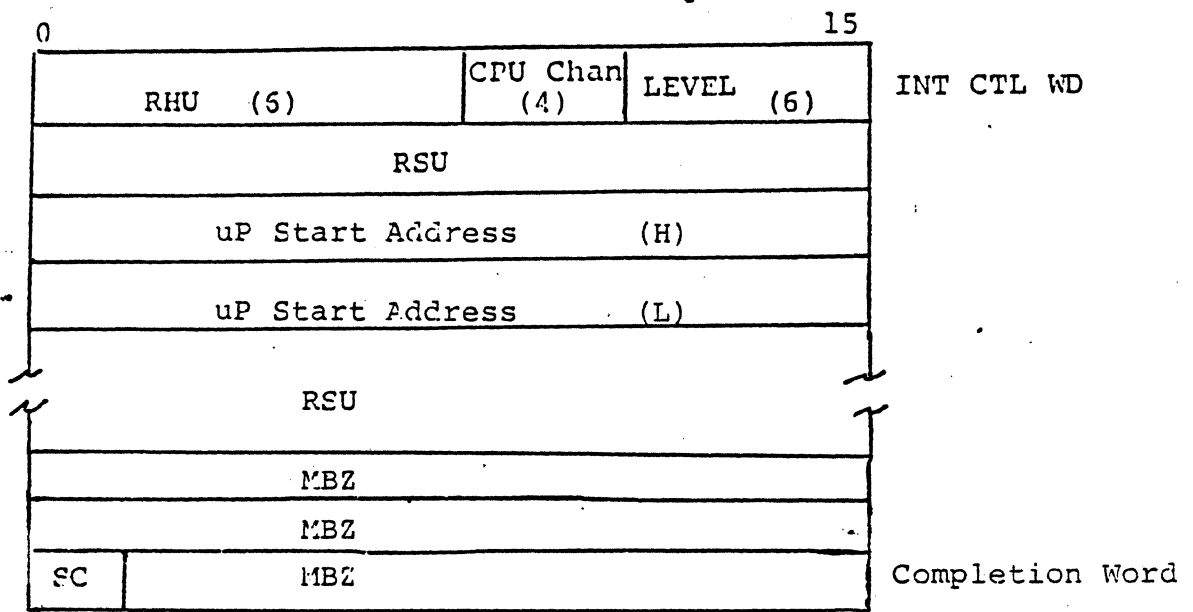 0 15
CPU Chan
RHU (6) (4) LEVEL (6) INT CTL WD
RSU
uP Start Address (H)
uP Start Address (L)
RSU
MBZ
MBZ
SC MBZ Completion Word